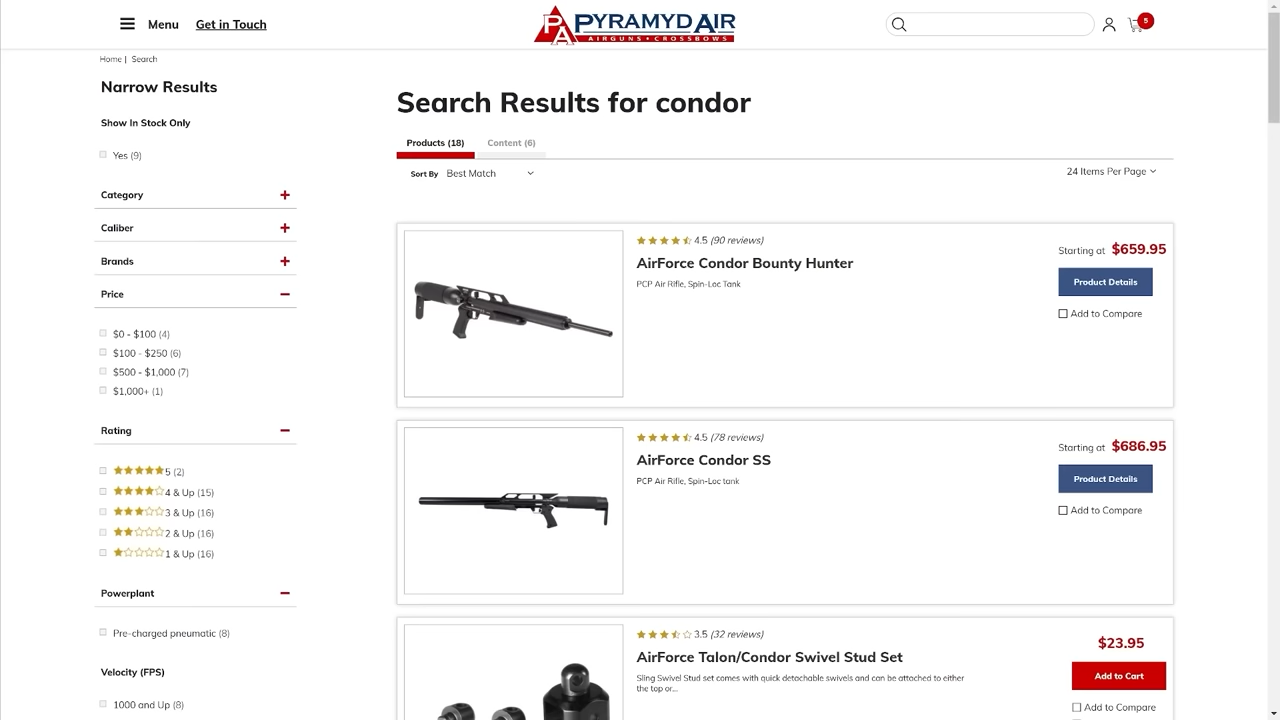 Menu
Get in Touch
PYRAMYD AIR
PA
AIRGUNS • CROSSBOWS
5
Home | Search
Narrow Results
Show In Stock Only
Yes (9)
Category
Caliber
Brands
Price
$0 - $100 (4)
$100 - $250 (6)
$500 - $1,000 (7)
$1,000+ (1)
Rating
5 (2)
4 & Up (15)
3 & Up (16)
2 & Up (16)
1 & Up (16)
Powerplant
Pre-charged pneumatic (8)
Velocity (FPS)
1000 and Up (8)
Search Results for condor
Products (18)
Content (6)
Sort By Best Match
24 Items Per Page
4.5 (90 reviews)
AirForce Condor Bounty Hunter
PCP Air Rifle, Spin-Loc Tank
Starting at $659.95
Product Details
Add to Compare
4.5 (78 reviews)
AirForce Condor SS
PCP Air Rifle, Spin-Loc tank
Starting at $686.95
Product Details
Add to Compare
3.5 (32 reviews)
AirForce Talon/Condor Swivel Stud Set
Sling Swivel Stud set comes with quick detachable swivels and can be attached to either
the top or...
$23.95
Add to Cart
Add to Compare